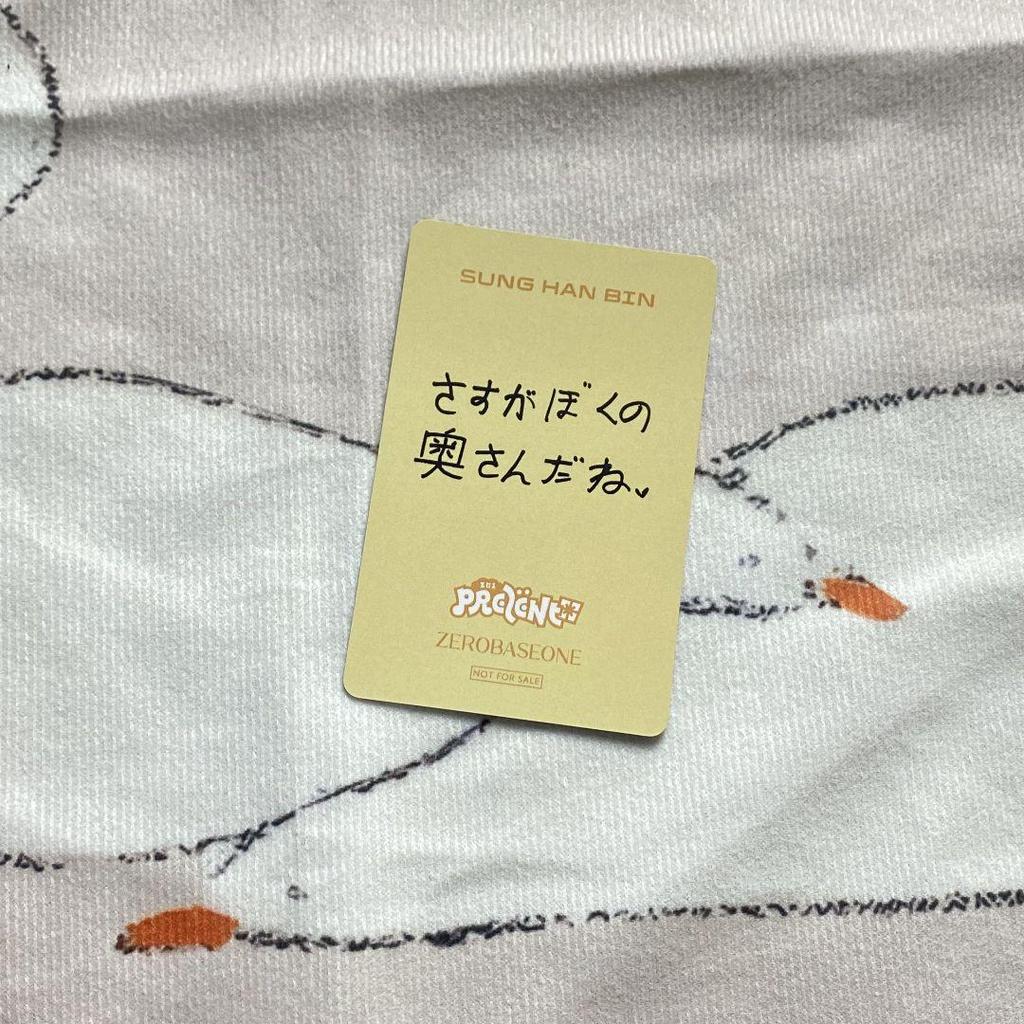 SUNG HAN BIN
さすがぼくの
奥さんだね♥
ZB1
PRESENT
ZEROBASEONE
NOT FOR SALE